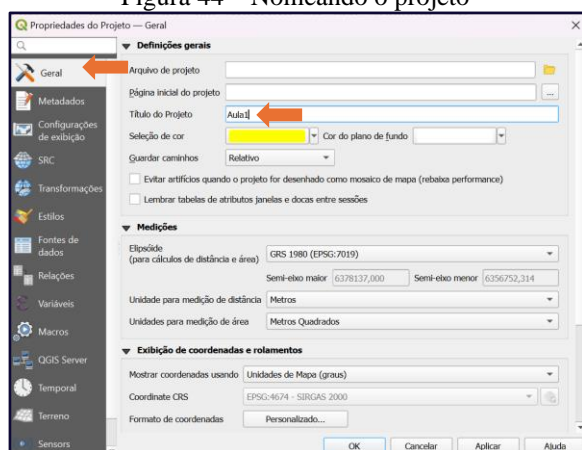 Figura 44 – Nomeando o projeto
Propriedades do Projeto — Geral
Geral
Metadados
Configurações
de exibição
SRC
Transformações
Estilos
Fontes de
dados
Relações
Variáveis
Macros
QGIS Server
Temporal
Terreno
Sensors
Definições gerais
Arquivo de projeto
Página inicial do projeto
Título do Projeto Aula1
Seleção de cor Cor do plano de fundo
Guardar caminhos Relativo
Evitar artifícios quando o projeto for desenhado como mosaico de mapa (rebaixa performance)
Lembrar tabelas de atributos janelas e docas entre sessões
Medições
Elipsóide
(para cálculos de distância e área) GRS 1980 (EPSG:7019)
Semi-eixo maior 6378137,000 Semi-eixo menor 6356752,314
Unidade para medição de distância Metros
Unidades para medição de área Metros Quadrados
Exibição de coordenadas e rolamentos
Mostrar coordenadas usando Unidades de Mapa (graus)
Coordinate CRS EPSG:4674 - SIRGAS 2000
Formato de coordenadas Personalizado...
OK Cancelar Aplicar Ajuda